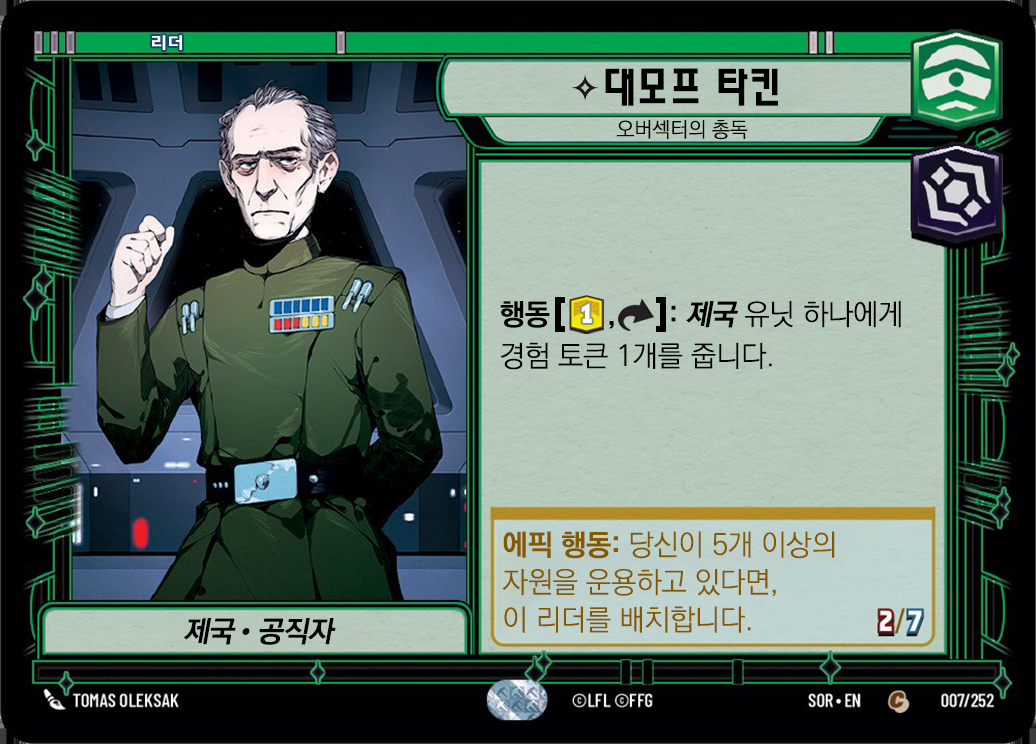 리더
대모프 타킨
오버섹터의 총독
행동[1, ]: 제국 유닛 하나에게
경험 토큰 1개를 줍니다.
에픽 행동: 당신이 5개 이상의
자원을 운용하고 있다면,
이 리더를 배치합니다.
2/7
제국 • 공직자
TOMAS OLEKSAK
©LFL ©FFG
SOR • EN
C
007/252